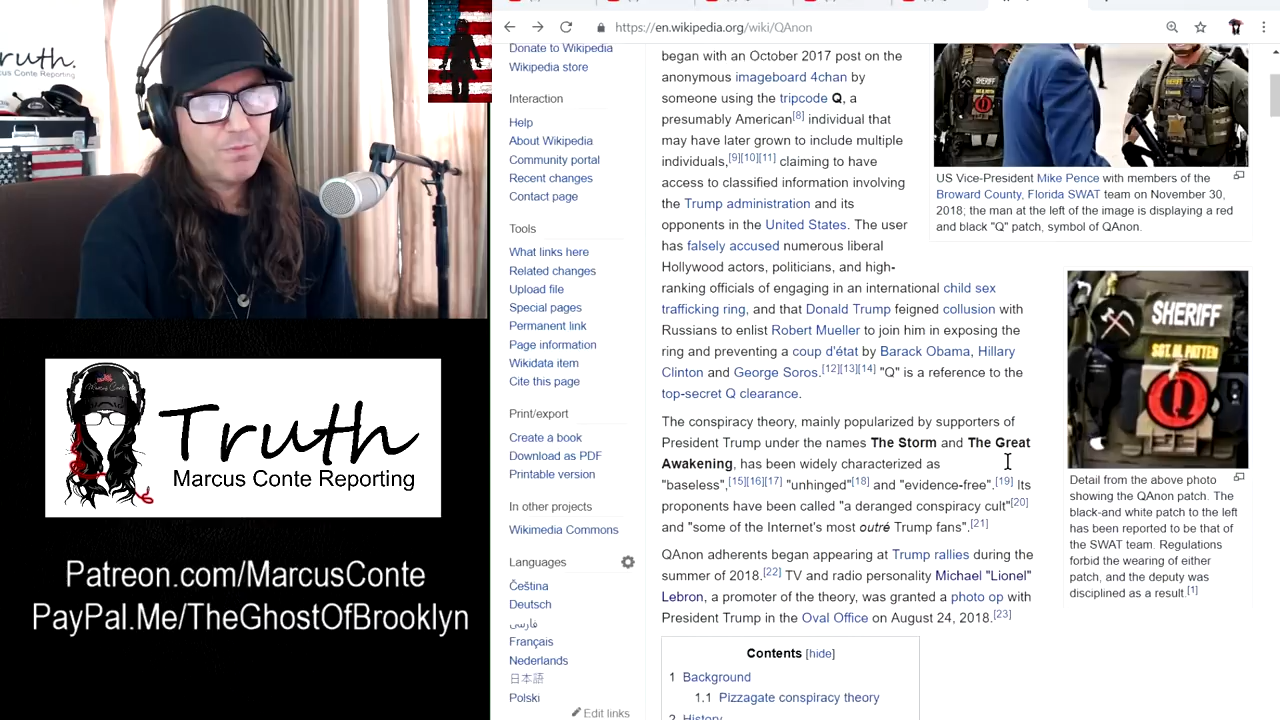 Truth.
cus Conte Reporting
Truth
Marcus Conte Reporting
Patreon.com/MarcusConte
PayPal.Me/TheGhostOfBrooklyn
https://en.wikipedia.org/wiki/QAnon
Donate to Wikipedia
Wikipedia store
Interaction
Help
About Wikipedia
Community portal
Recent changes
Contact page
Tools
What links here
Related changes
Upload file
Special pages
Permanent link
Page information
Wikidata item
Cite this page
Print/export
Create a book
Download as PDF
Printable version
In other projects
Wikimedia Commons
Languages
Čeština
Deutsch
فارسی
Français
Nederlands
日本語
Polski
Edit links
began with an October 2017 post on the
anonymous imageboard 4chan by
someone using the tripcode Q, a
presumably American[8] individual that
may have later grown to include multiple
individuals,[9][10][11] claiming to have
access to classified information involving
the Trump administration and its
opponents in the United States. The user
has falsely accused numerous liberal
Hollywood actors, politicians, and high-
ranking officials of engaging in an international child sex
trafficking ring, and that Donald Trump feigned collusion with
Russians to enlist Robert Mueller to join him in exposing the
ring and preventing a coup d'état by Barack Obama, Hillary
Clinton and George Soros.[12][13][14] "Q" is a reference to the
top-secret Q clearance.
The conspiracy theory, mainly popularized by supporters of
President Trump under the names The Storm and The Great
Awakening, has been widely characterized as
"baseless",[15][16][17] "unhinged"[18] and "evidence-free".[19] Its
proponents have been called "a deranged conspiracy cult"[20]
and "some of the Internet's most outré Trump fans".[21]
QAnon adherents began appearing at Trump rallies during the
summer of 2018.[22] TV and radio personality Michael "Lionel"
Lebron, a promoter of the theory, was granted a photo op with
President Trump in the Oval Office on August 24, 2018.[23]
Contents [hide]
1 Background
1.1 Pizzagate conspiracy theory
2 History
SHERIFF
Q
SHERIFF
US Vice-President Mike Pence with members of the
Broward County, Florida SWAT team on November 30,
2018; the man at the left of the image is displaying a red
and black "Q" patch, symbol of QAnon.
SHERIFF
SGT. M. PATTEN
Q
Detail from the above photo
showing the QAnon patch. The
black-and white patch to the left
has been reported to be that of
the SWAT team. Regulations
forbid the wearing of either
patch, and the deputy was
disciplined as a result.[1]